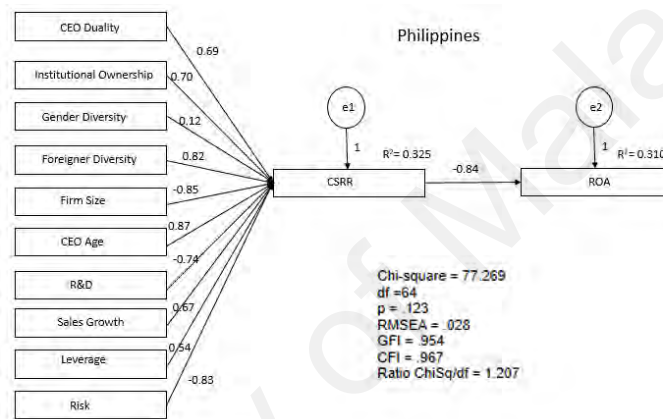 Philippines
CEO Duality
0.69
Institutional Ownership
0.70
Gender Diversity
0.12
Foreigner Diversity
0.82
Firm Size
-0.85
CEO Age
0.87
R&D
-0.74
Sales Growth
0.67
Leverage
0.54
Risk
-0.83
e1
1
R²= 0.325
CSRR
-0.84
e2
1
R²= 0.310
ROA
Chi-square = 77.269
df =64
p = .123
RMSEA = .028
GFI = .954
CFI = .967
Ratio ChiSq/df = 1.207
of Mala